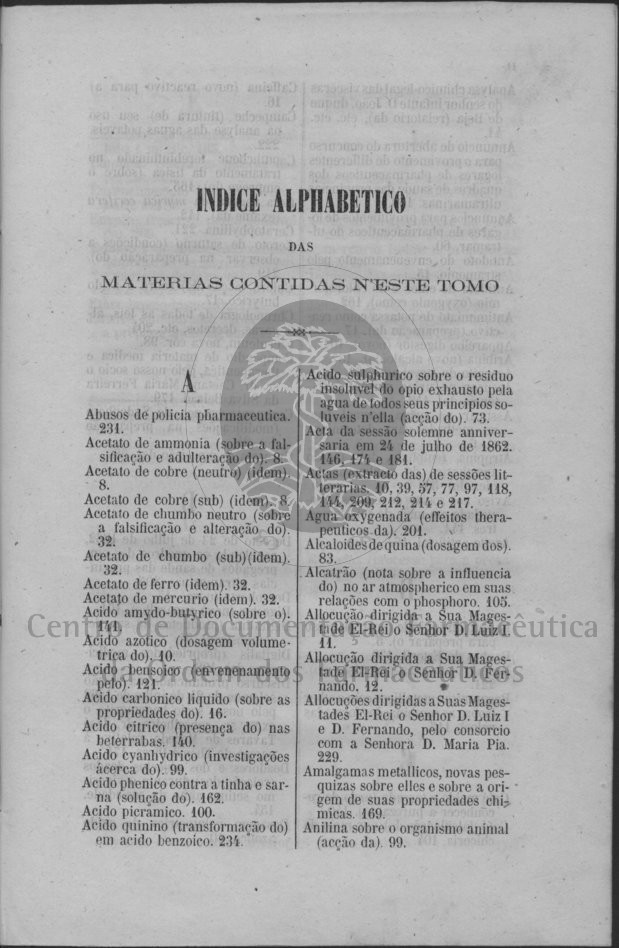 INDICE ALPHABETICO
DAS
MATERIAS CONTIDAS N'ESTE TOMO
A
Abusos de policia pharmaceutica.
231.
Acetato de ammonia (sobre a fal-
sificação e adulteração do). 8.
Acetato de cobre (neutro) (idem).
8.
Acetato de cobre (sub) (idem). 8.
Acetato de chumbo neutro (sobre
a falsificação e alteração do).
32.
Acetato de chumbo (sub) (idem).
32.
Acetato de ferro (idem). 32.
Acetato de mercurio (idem). 32.
Acido amydo-butyrico (sobre o).
141.
Acido azotico (dosagem volume-
trica do). 10.
Acido bensoico (envenenamento
pelo). 121.
Acido carbonico liquido (sobre as
propriedades do). 16.
Acido citrico (presença do) nas
beterrabas. 140.
Acido cyanhydrico (investigações
ácerca do). 99.
Acido phenico contra a tinha e sar-
na (solução do). 162.
Acido picramico. 100.
Acido quinino (transformação do)
em acido benzoico. 234.
Acido sulphurico sobre o residuo
insoluvel do opio exhausto pela
agua de todos seus principios so-
luveis n'ella (acção do). 73.
Acta da sessão solemne anniver-
saria em 24 de julho de 1862.
146, 174 e 181.
Actas (extracto das) de sessões lit-
terarias. 10, 39, 57, 77, 97, 118,
144, 209, 212, 214 e 217.
Agua oxygenada (effeitos thera-
peuticos da). 201.
Alcaloides de quina (dosagem dos).
83.
Alcatrão (nota sobre a influencia
do) no ar atmospherico em suas
relações com o phosphoro. 105.
Allocução dirigida a Sua Mages-
tade El-Rei o Senhor D. Luiz I.
11.
Allocução dirigida a Sua Mages-
tade El-Rei o Senhor D. Fer-
nando. 12.
Allocuções dirigidas a Suas Mages-
tades El-Rei o Senhor D. Luiz I
e D. Fernando, pelo consorcio
com a Senhora D. Maria Pia.
229.
Amalgamas metallicos, novas pes-
quizas sobre elles e sobre a ori-
gem de suas propriedades chi-
micas. 169.
Anilina sobre o organismo animal
(acção da). 99.